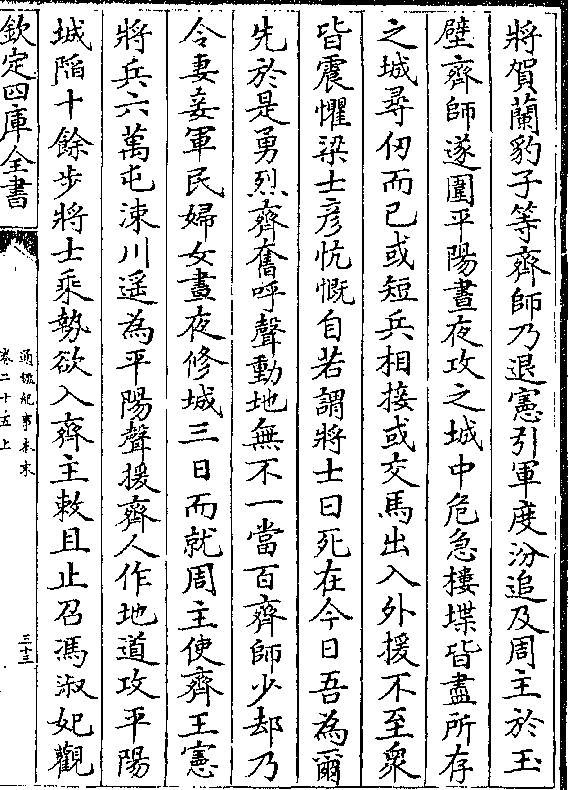 將賀蘭豹子等齊師乃退憲引軍度汾追及周主於玉
壁齊師遂圍平陽晝夜攻之城中危急樓堞皆盡所存
之城尋仞而已或短兵相接或交馬出入外援不至衆
皆震懼梁士彦忼慨自若謂將士曰死在今日吾為爾
先於是勇烈齊奮呼聲動地無不一當百齊師少却乃
令妻妾軍民婦女晝夜修城三日而就周主使齊王憲
將兵六萬屯涑川遥為平陽聲援齊人作地道攻平陽
城䧟十餘步將士乘勢欲入齊主敕且止召馮淑妃觀
欽定四庫全書
通鑑紀事本末
卷二十五上
三十三